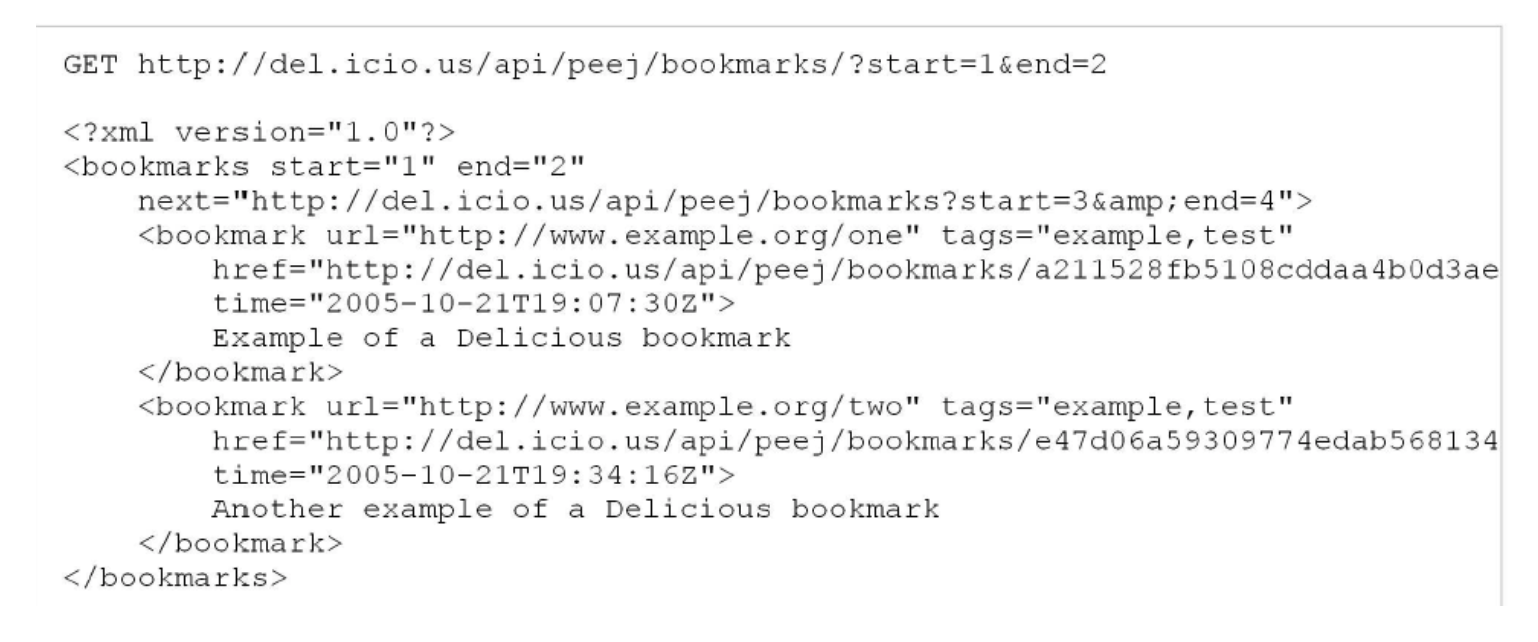 GET http://del.icio.us/api/peej/bookmarks/?start=1&end=2
<?xml version="1.0"?>
<bookmarks start="1" end="2"
next="http://del.icio.us/api/peej/bookmarks?start=3&amp;end=4">
<bookmark url="http://www.example.org/one" tags="example,test"
href="http://del.icio.us/api/peej/bookmarks/a211528fb5108cddaa4b0d3ae
time="2005-10-21T19:07:30Z">
Example of a Delicious bookmark
</bookmark>
<bookmark url="http://www.example.org/two" tags="example,test"
href="http://del.icio.us/api/peej/bookmarks/e47d06a59309774edab568134
time="2005-10-21T19:34:16Z">
Another example of a Delicious bookmark
</bookmark>
</bookmarks>